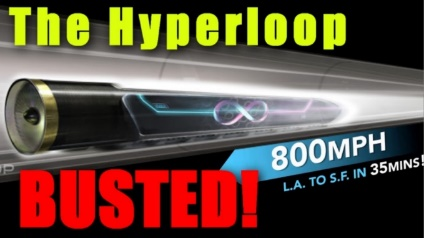 The Hyperloop
800MPH
L.A. TO S.F. IN 35MINS!
BUSTED!